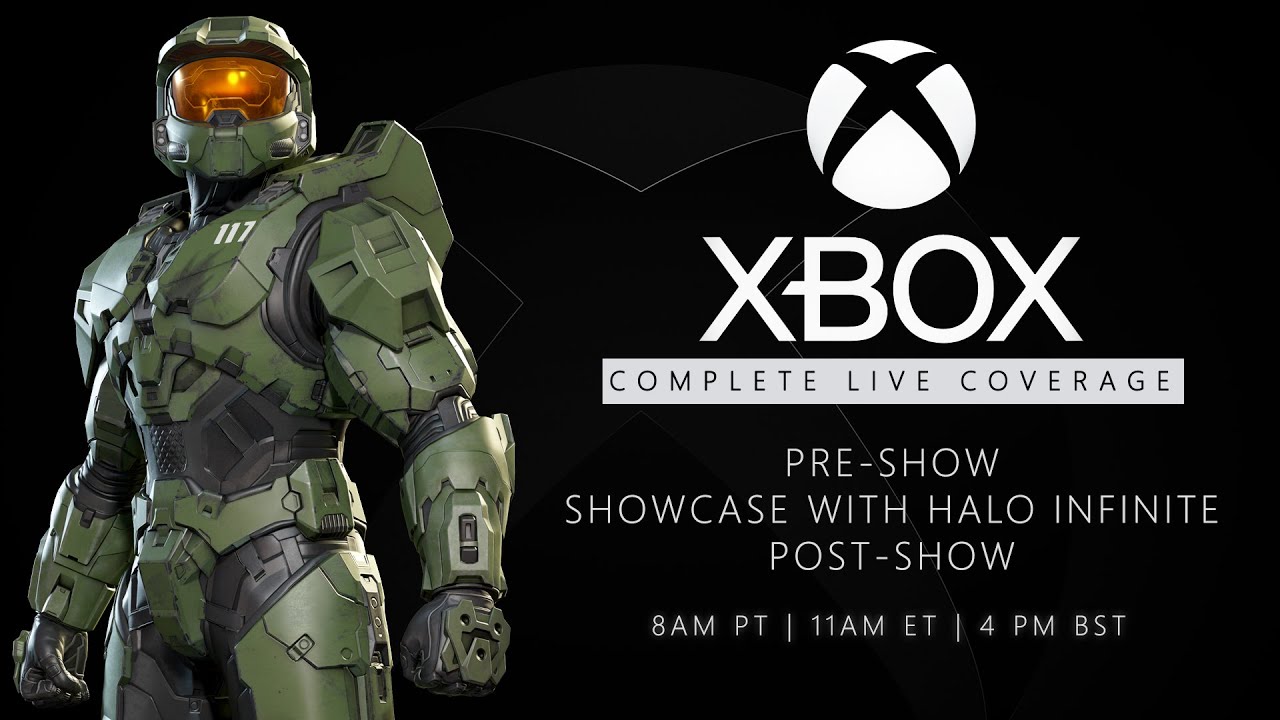 117
XBOX
COMPLETE LIVE COVERAGE
PRE-SHOW
SHOWCASE WITH HALO INFINITE
POST-SHOW
8AM PT | 11AM ET | 4 PM BST